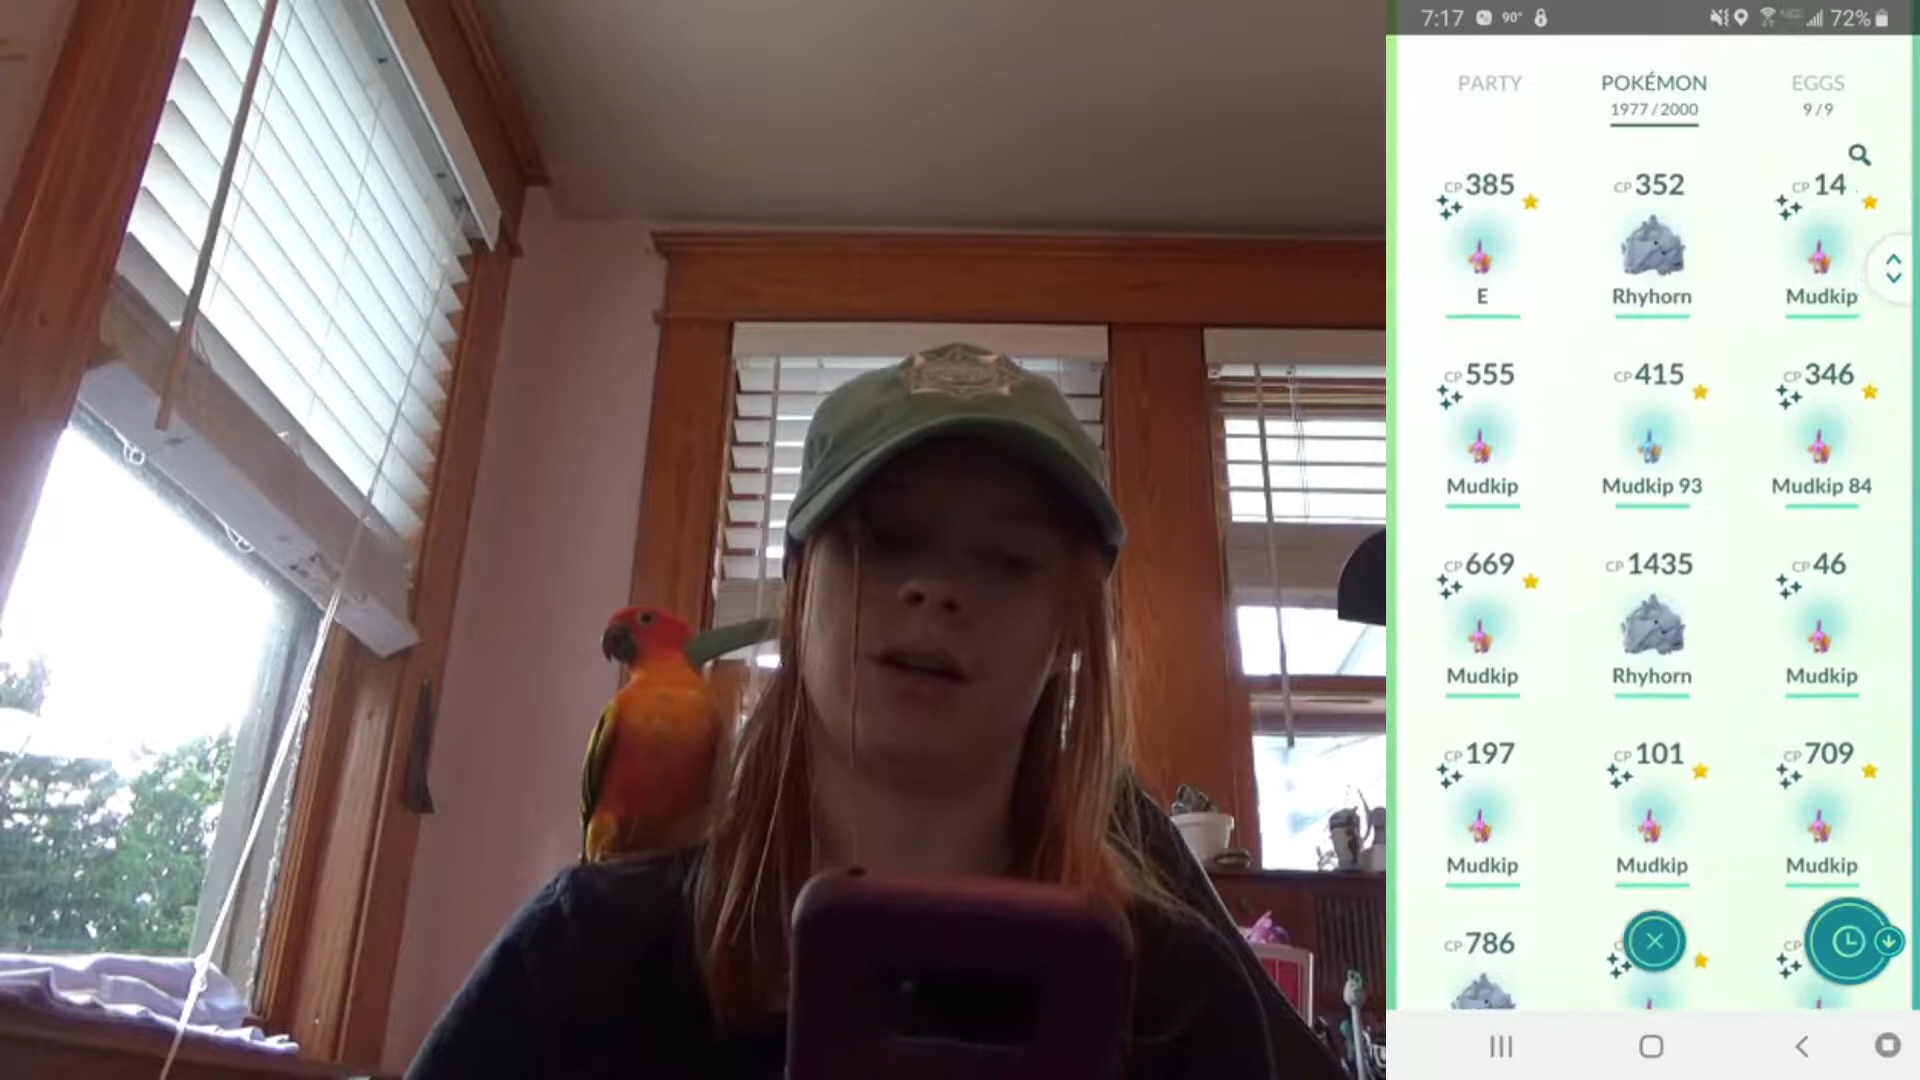 7:17 90° 72%
PARTY POKÉMON EGGS
1977 / 2000 9 / 9
CP 385 CP 352 CP 14
E Rhyhorn Mudkip
CP 555 CP 415 CP 346
Mudkip Mudkip 93 Mudkip 84
CP 669 CP 1435 CP 46
Mudkip Rhyhorn Mudkip
CP 197 CP 101 CP 709
Mudkip Mudkip Mudkip
CP 786 CP